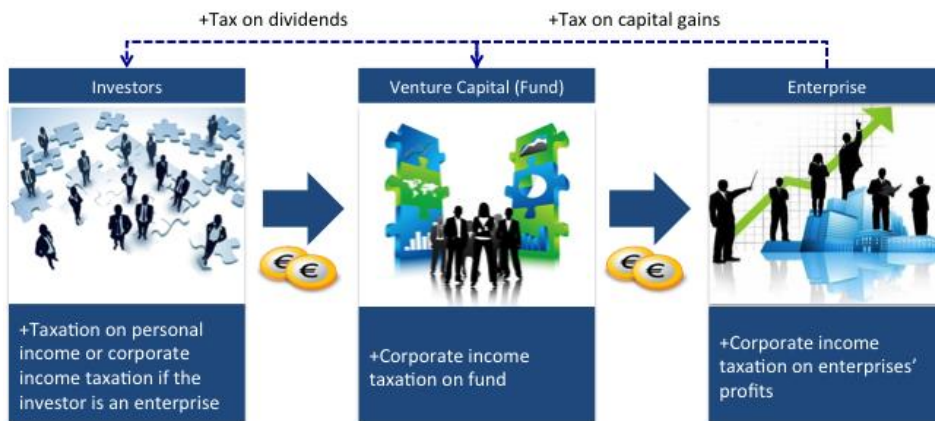 +Tax on dividends
+Tax on capital gains
Investors
Venture Capital (Fund)
Enterprise
€
€
€
€
+Taxation on personal
income or corporate
income taxation if the
investor is an enterprise
+Corporate income
taxation on fund
+Corporate income
taxation on enterprises’
profits